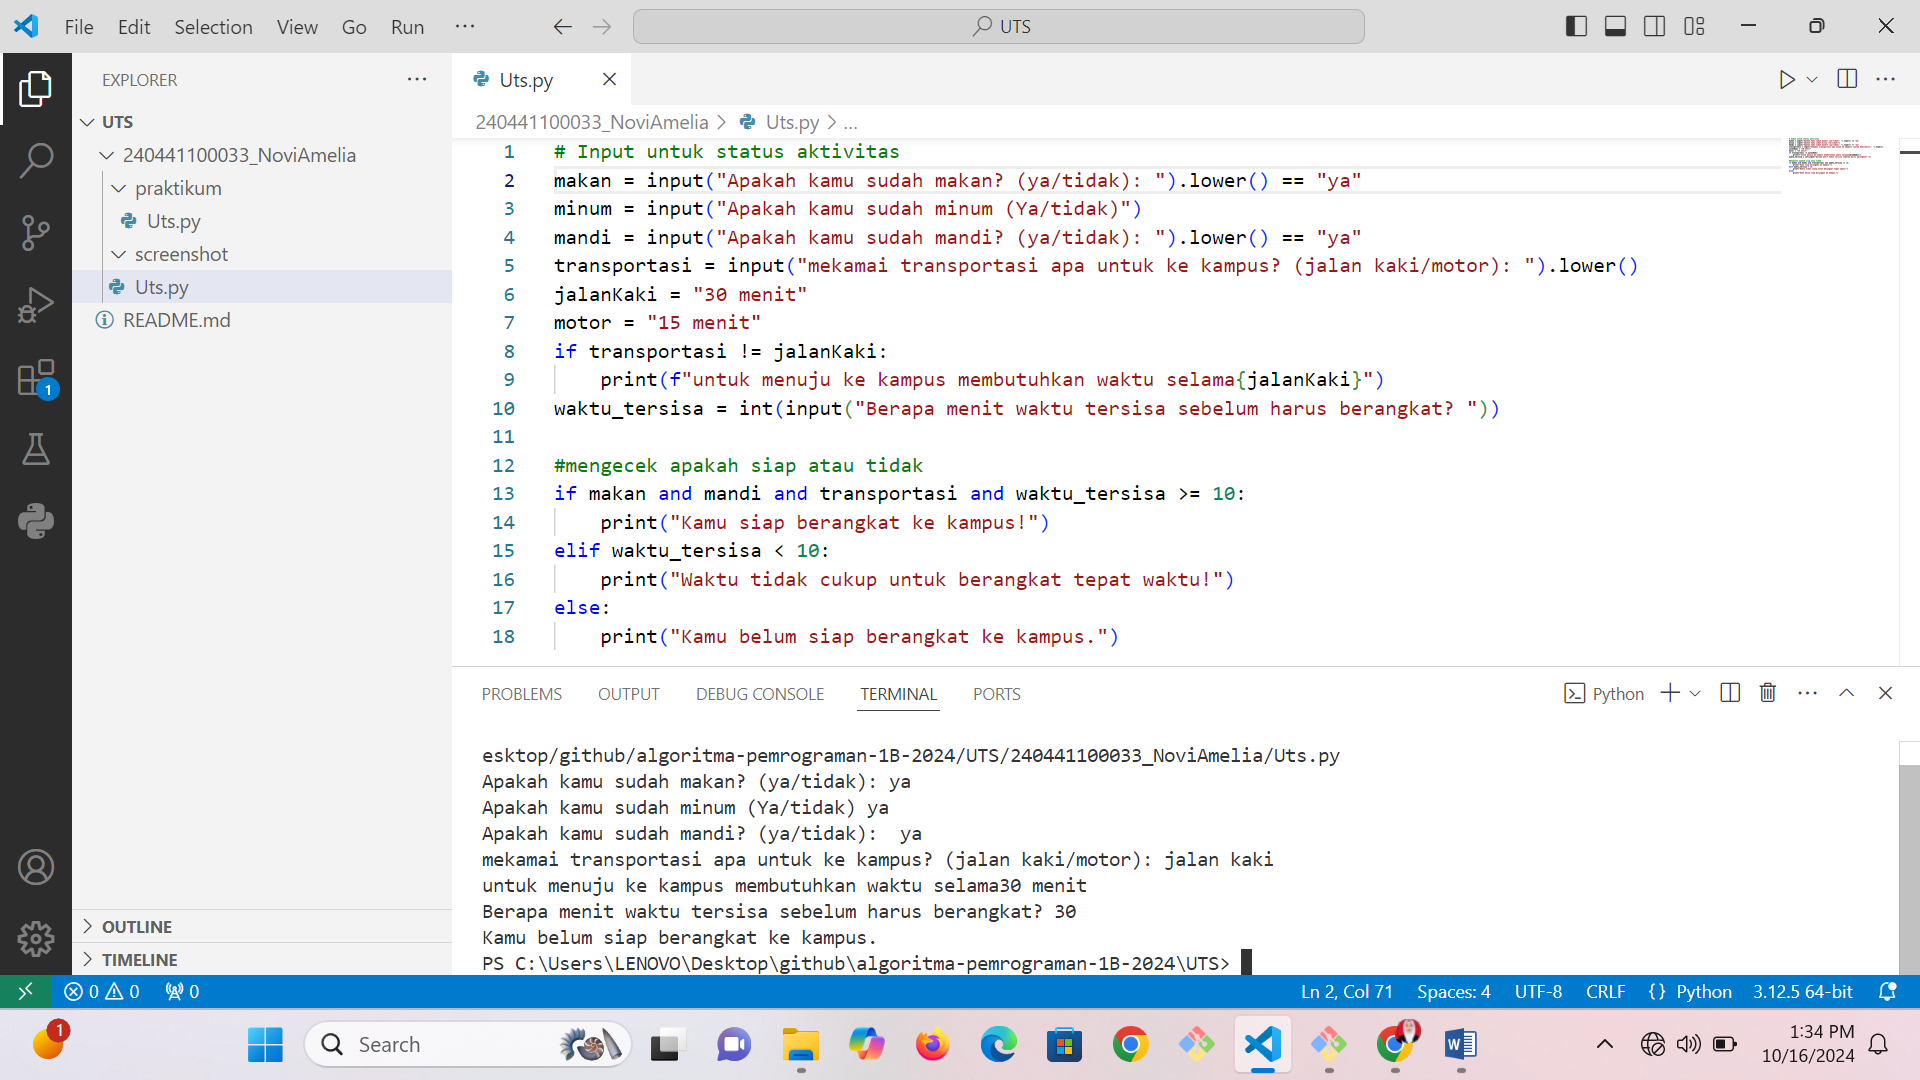 File Edit Selection View Go Run ··· UTS
EXPLORER ···
UTS
240441100033_NoviAmelia
praktikum
Uts.py
screenshot
Uts.py
README.md
OUTLINE
TIMELINE
1
Uts.py
240441100033_NoviAmelia > Uts.py > ...
1 # Input untuk status aktivitas
2 makan = input("Apakah kamu sudah makan? (ya/tidak): ").lower() == "ya"
3 minum = input("Apakah kamu sudah minum (Ya/tidak)")
4 mandi = input("Apakah kamu sudah mandi? (ya/tidak): ").lower() == "ya"
5 transportasi = input("mekamai transportasi apa untuk ke kampus? (jalan kaki/motor): ").lower()
6 jalanKaki = "30 menit"
7 motor = "15 menit"
8 if transportasi != jalanKaki:
9     print(f"untuk menuju ke kampus membutuhkan waktu selama{jalanKaki}")
10 waktu_tersisa = int(input("Berapa menit waktu tersisa sebelum harus berangkat? "))
11
12 #mengecek apakah siap atau tidak
13 if makan and mandi and transportasi and waktu_tersisa >= 10:
14     print("Kamu siap berangkat ke kampus!")
15 elif waktu_tersisa < 10:
16     print("Waktu tidak cukup untuk berangkat tepat waktu!")
17 else:
18     print("Kamu belum siap berangkat ke kampus.")
PROBLEMS OUTPUT DEBUG CONSOLE TERMINAL PORTS Python
esktop/github/algoritma-pemrograman-1B-2024/UTS/240441100033_NoviAmelia/Uts.py
Apakah kamu sudah makan? (ya/tidak): ya
Apakah kamu sudah minum (Ya/tidak) ya
Apakah kamu sudah mandi? (ya/tidak):  ya
mekamai transportasi apa untuk ke kampus? (jalan kaki/motor): jalan kaki
untuk menuju ke kampus membutuhkan waktu selama30 menit
Berapa menit waktu tersisa sebelum harus berangkat? 30
Kamu belum siap berangkat ke kampus.
PS C:\Users\LENOVO\Desktop\github\algoritma-pemrograman-1B-2024\UTS>
0 0 0 Ln 2, Col 71 Spaces: 4 UTF-8 CRLF {} Python 3.12.5 64-bit
1 Search 1:34 PM
10/16/2024